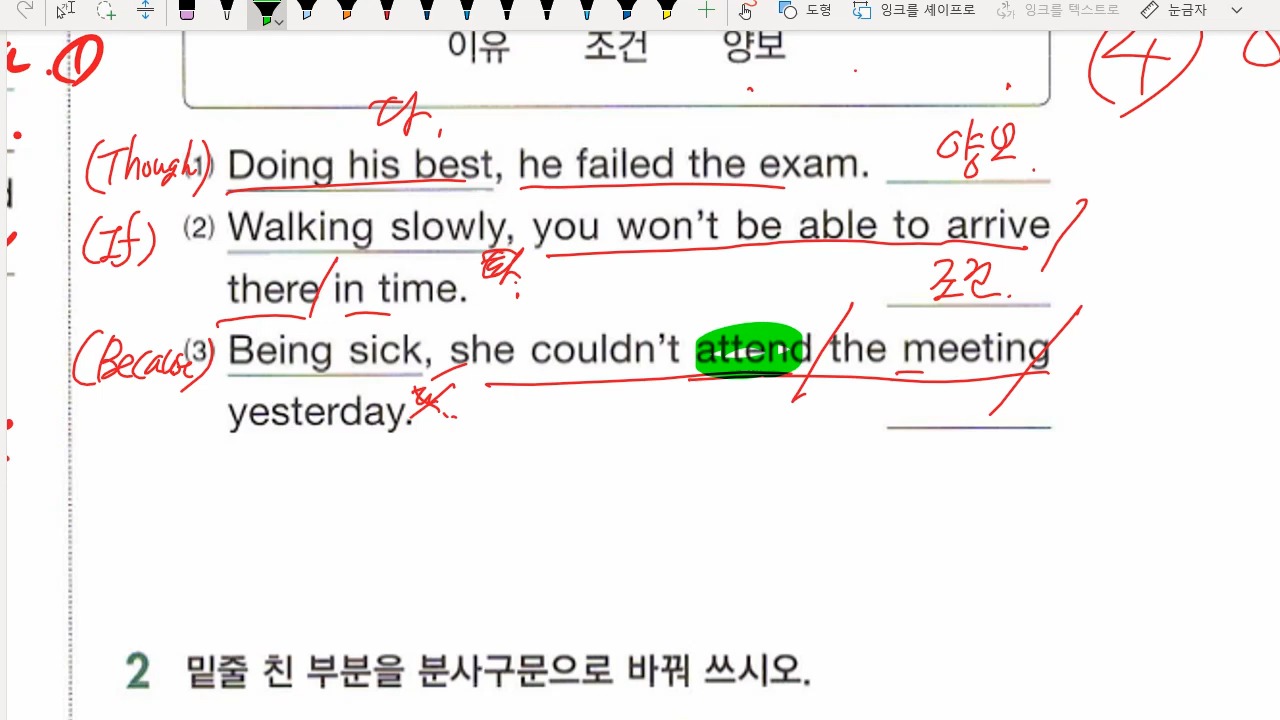 도형 잉크를 셰이프로 잉크를 텍스트로 눈금자
이유 조건 양보
④
(Though) (1) Doing his best, he failed the exam. 양보
(If) (2) Walking slowly, you won't be able to arrive
there in time. 조건
(Because) (3) Being sick, she couldn't attend the meeting
yesterday.
2 밑줄 친 부분을 분사구문으로 바꿔 쓰시오.